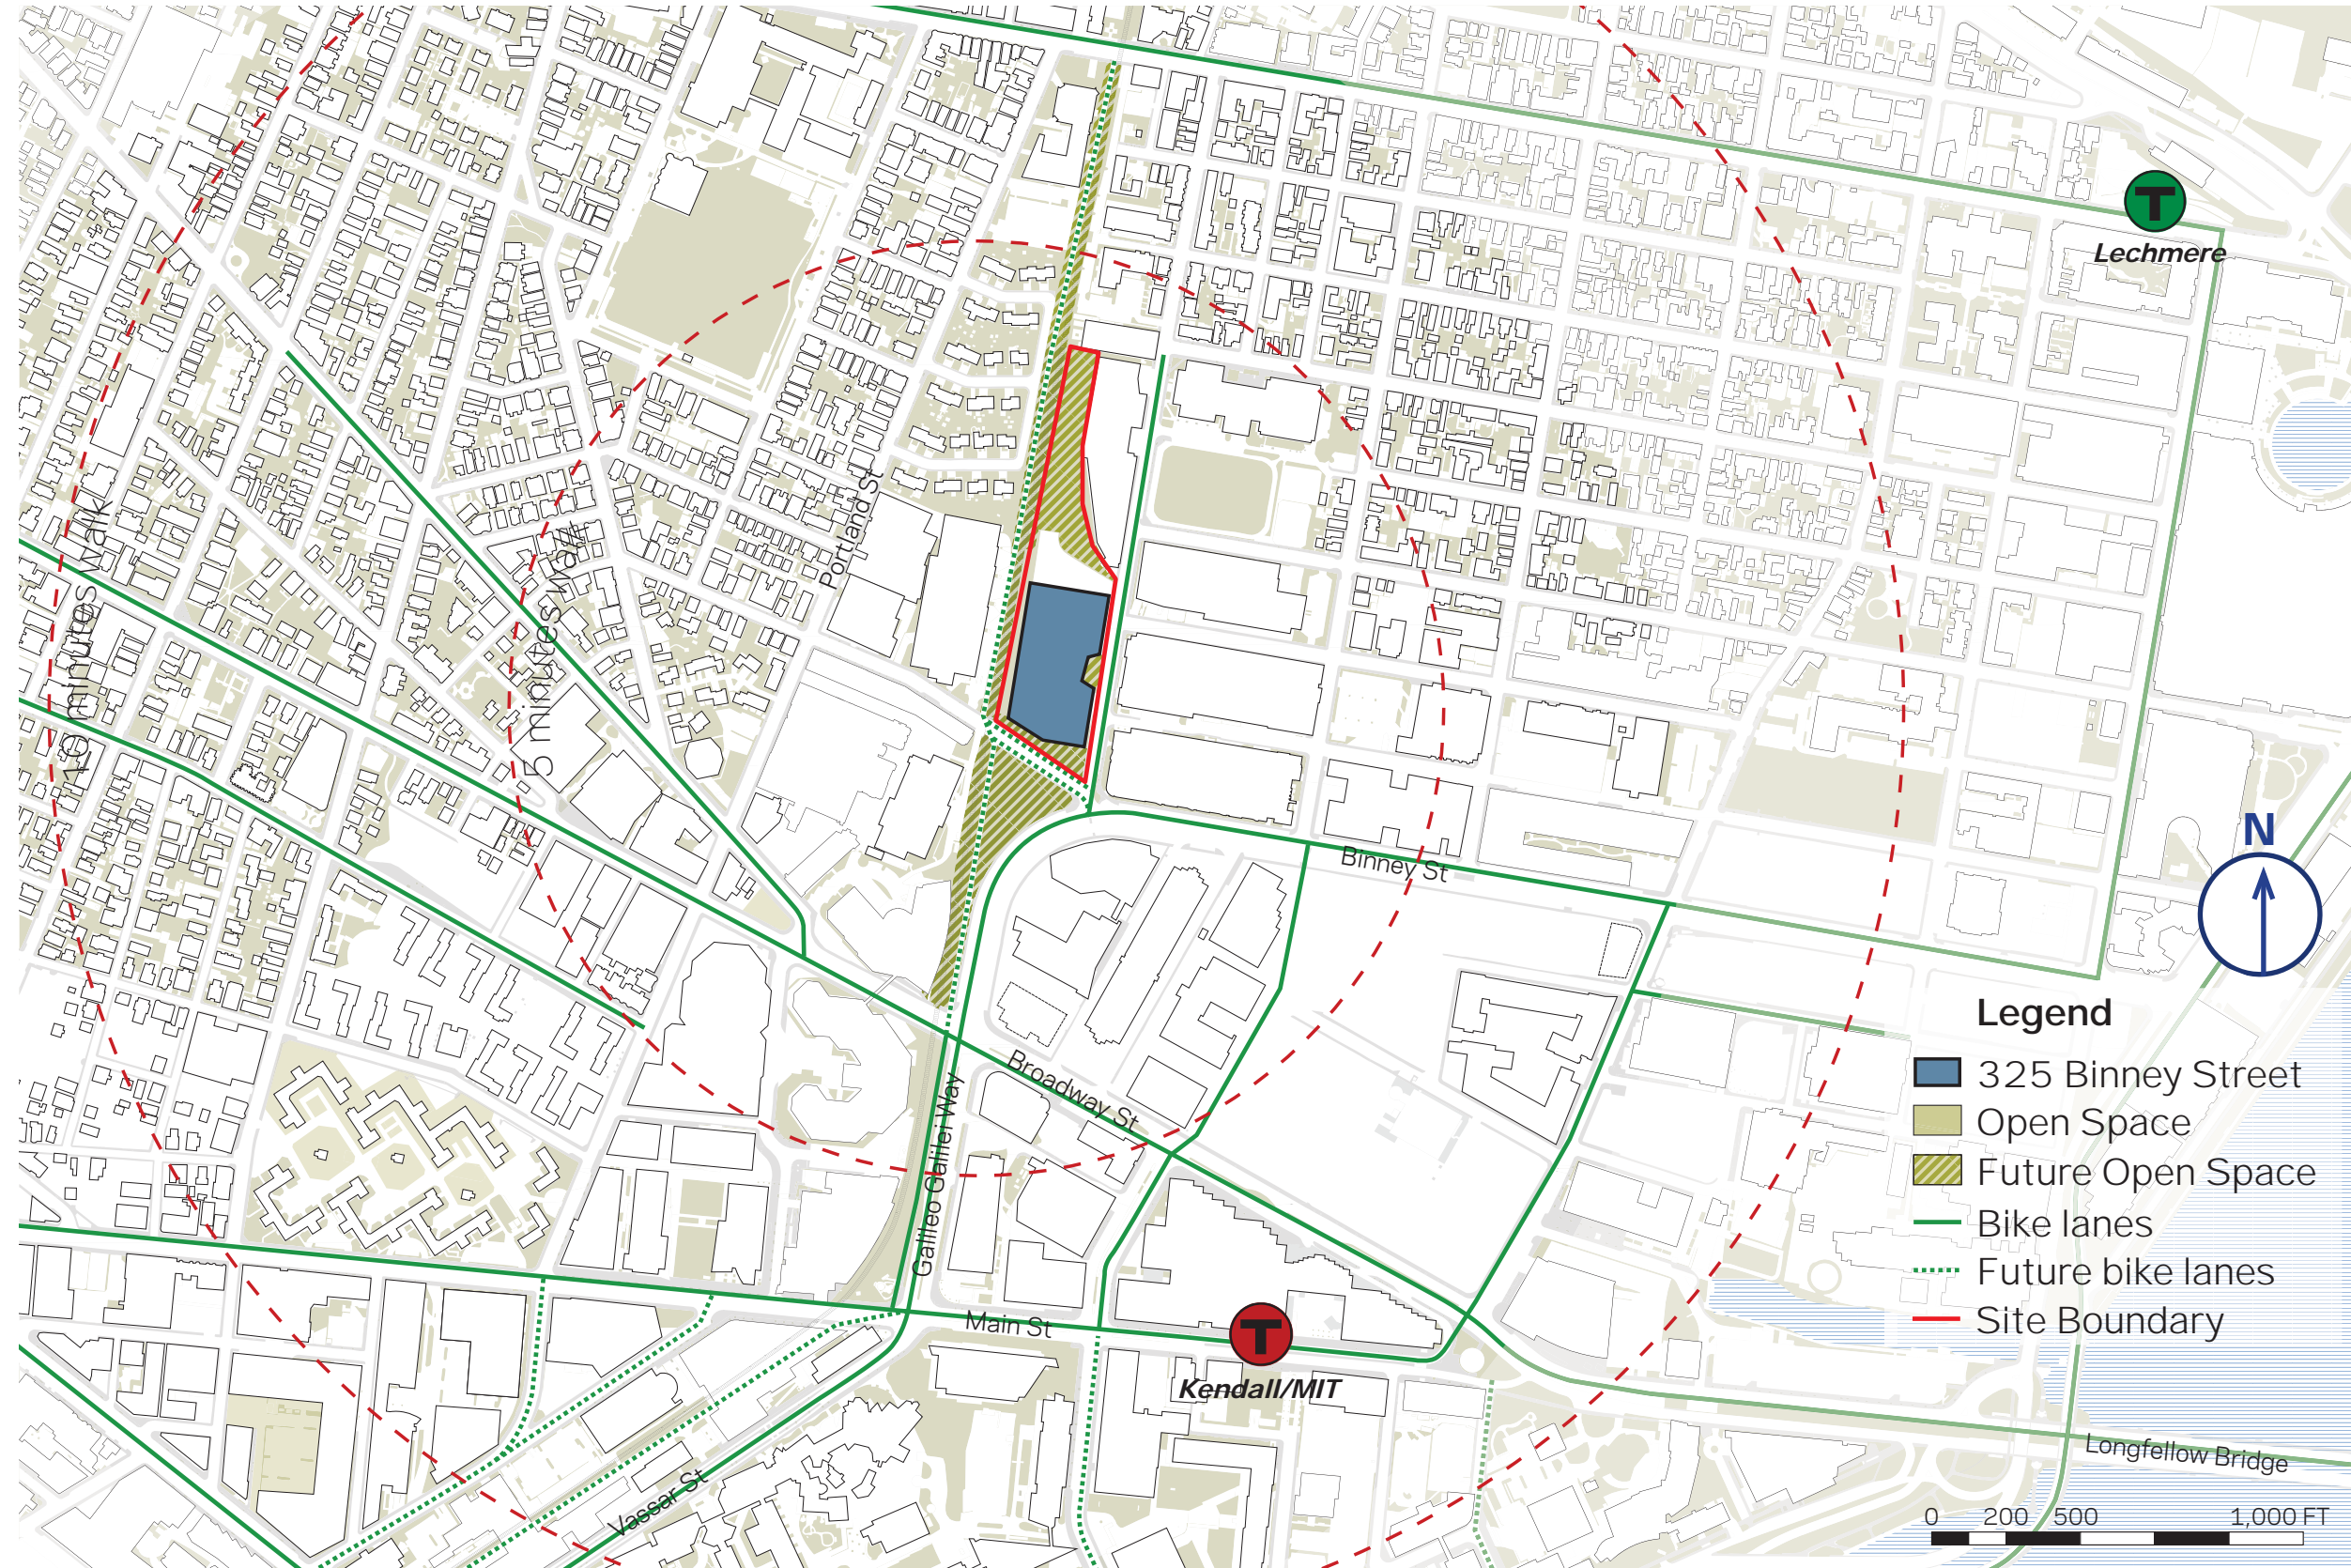 T
Lechmere
Portland St
10 minutes walk
5 minutes walk
Binney St
N
Broadway St
Galileo Galilei Way
Main St
T
Kendall/MIT
Vassar St
Longfellow Bridge
Legend
325 Binney Street
Open Space
Future Open Space
Bike lanes
Future bike lanes
Site Boundary
0 200 500 1,000 FT